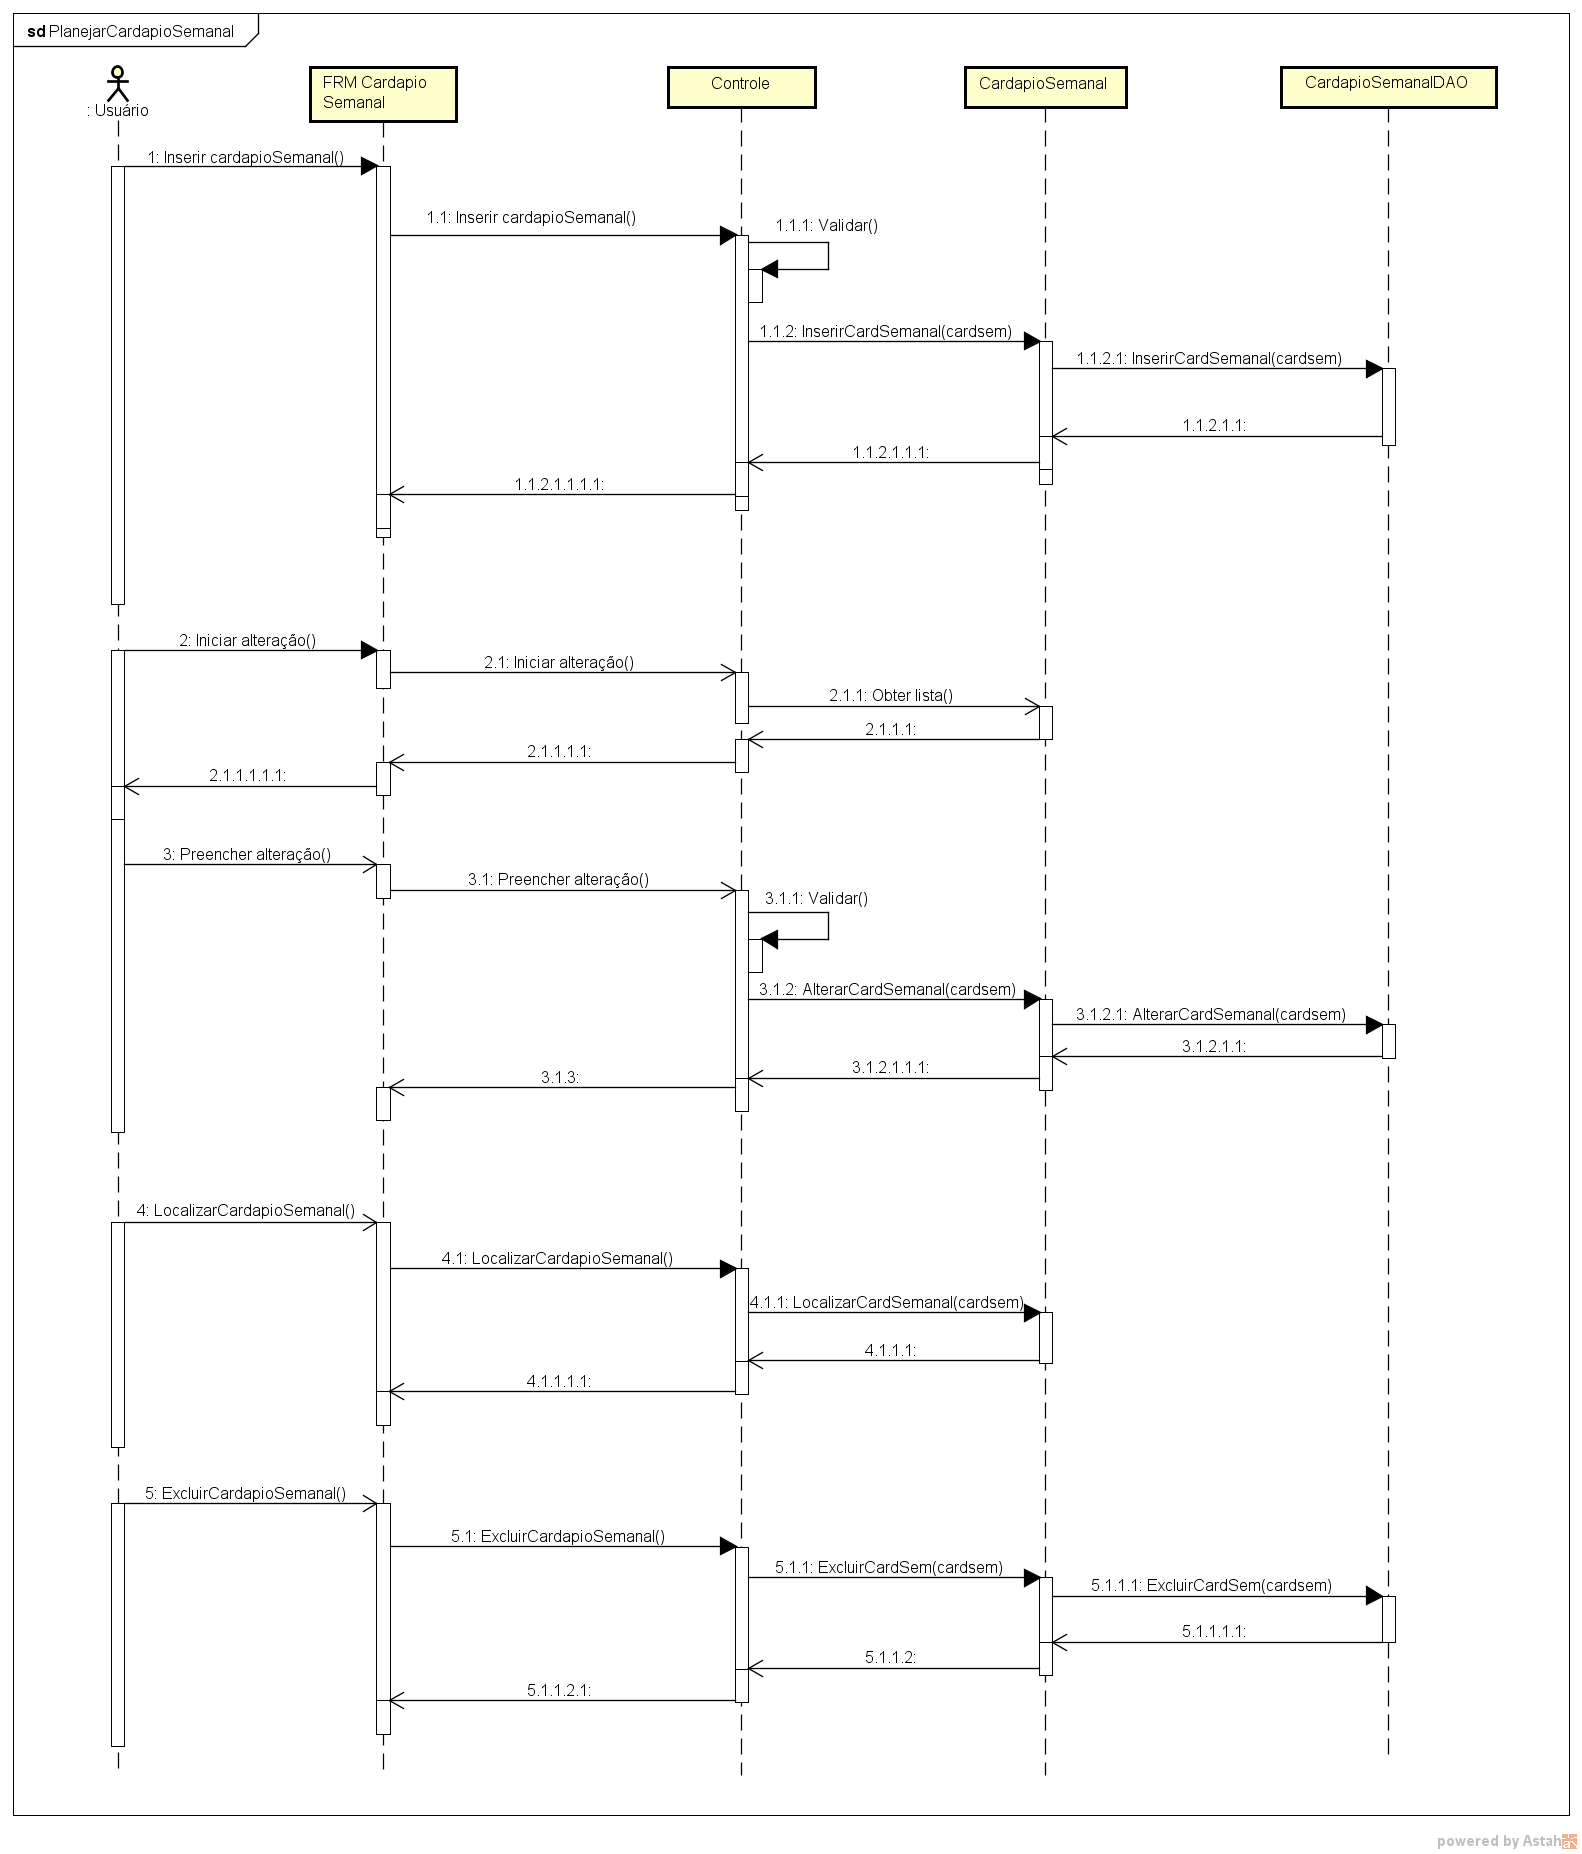 sd PlanejarCardapioSemanal
: Usuário
FRM Cardapio
Semanal
Controle
CardapioSemanal
CardapioSemanalDAO
1: Inserir cardapioSemanal()
1.1: Inserir cardapioSemanal()
1.1.1: Validar()
1.1.2: InserirCardSemanal(cardsem)
1.1.2.1: InserirCardSemanal(cardsem)
1.1.2.1.1:
1.1.2.1.1.1:
1.1.2.1.1.1.1:
2: Iniciar alteração()
2.1: Iniciar alteração()
2.1.1: Obter lista()
2.1.1.1:
2.1.1.1.1:
2.1.1.1.1.1:
3: Preencher alteração()
3.1: Preencher alteração()
3.1.1: Validar()
3.1.2: AlterarCardSemanal(cardsem)
3.1.2.1: AlterarCardSemanal(cardsem)
3.1.2.1.1:
3.1.2.1.1.1:
3.1.3:
4: LocalizarCardapioSemanal()
4.1: LocalizarCardapioSemanal()
4.1.1: LocalizarCardSemanal(cardsem)
4.1.1.1:
4.1.1.1.1:
5: ExcluirCardapioSemanal()
5.1: ExcluirCardapioSemanal()
5.1.1: ExcluirCardSem(cardsem)
5.1.1.1: ExcluirCardSem(cardsem)
5.1.1.1.1:
5.1.1.2:
5.1.1.2.1:
powered by Astah